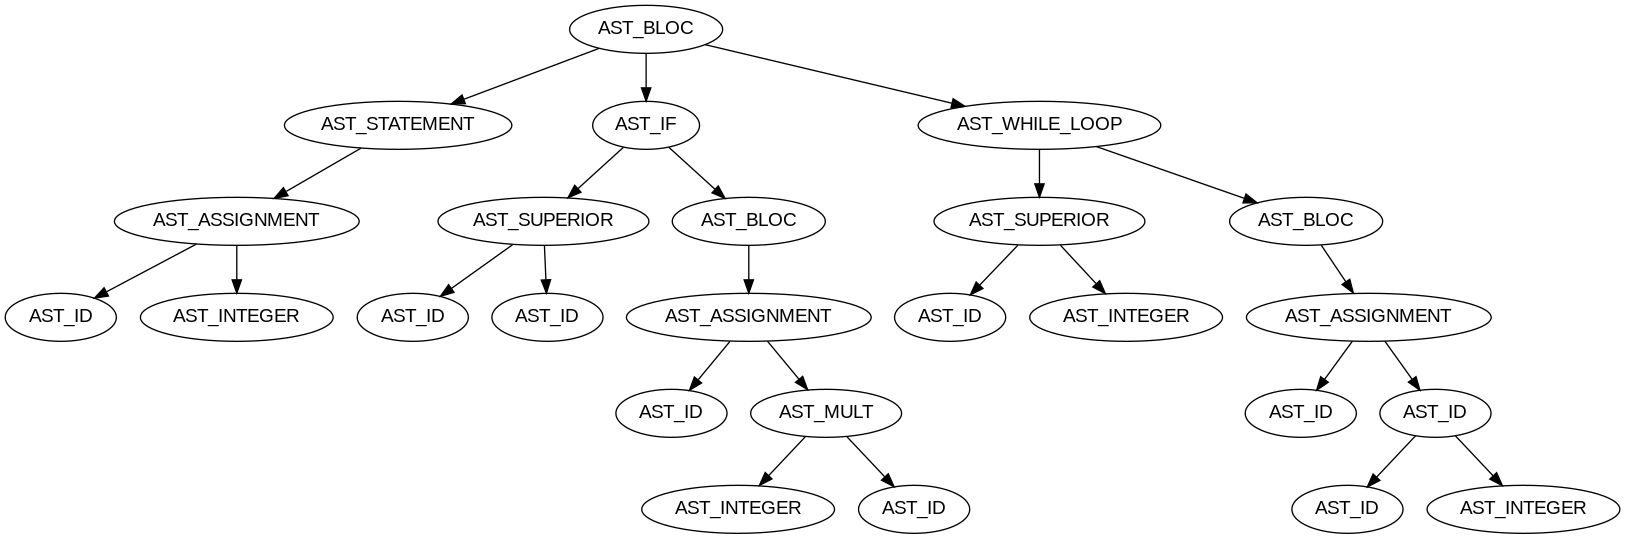 AST_BLOC
AST_STATEMENT
AST_IF
AST_WHILE_LOOP
AST_ASSIGNMENT
AST_SUPERIOR
AST_BLOC
AST_SUPERIOR
AST_BLOC
AST_ID
AST_INTEGER
AST_ID
AST_ID
AST_ASSIGNMENT
AST_ID
AST_INTEGER
AST_ASSIGNMENT
AST_ID
AST_MULT
AST_ID
AST_ID
AST_INTEGER
AST_ID
AST_ID
AST_INTEGER